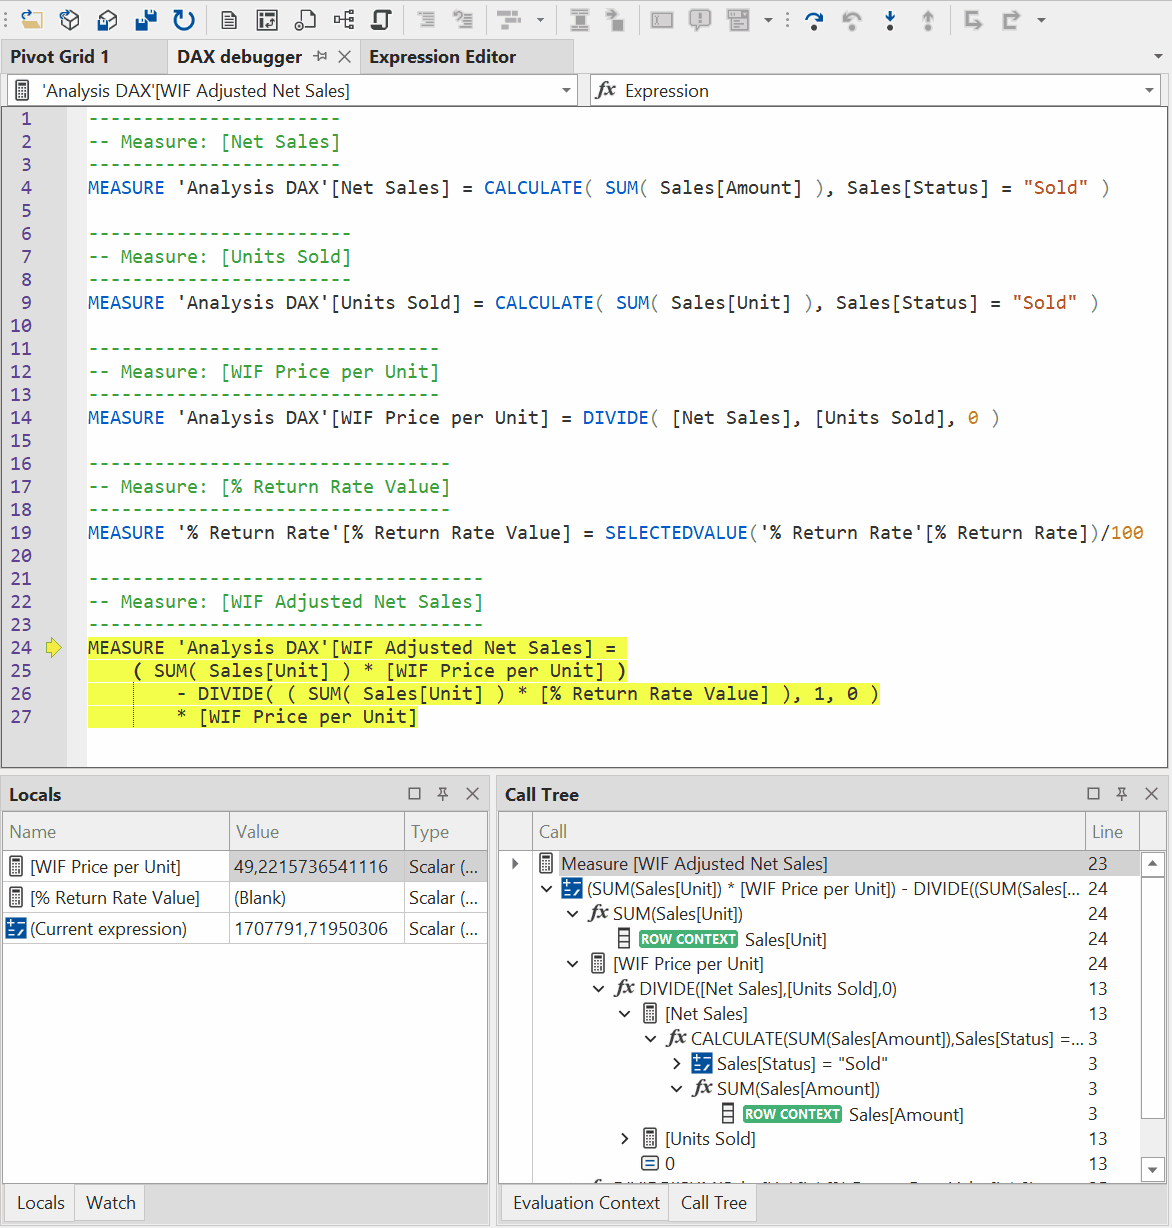 Pivot Grid 1 DAX debugger Expression Editor
'Analysis DAX'[WIF Adjusted Net Sales] fx Expression
1 -----------------------
2 -- Measure: [Net Sales]
3 -----------------------
4 MEASURE 'Analysis DAX'[Net Sales] = CALCULATE( SUM( Sales[Amount] ), Sales[Status] = "Sold" )
5
6 ------------------------
7 -- Measure: [Units Sold]
8 ------------------------
9 MEASURE 'Analysis DAX'[Units Sold] = CALCULATE( SUM( Sales[Unit] ), Sales[Status] = "Sold" )
10
11 --------------------------------
12 -- Measure: [WIF Price per Unit]
13 --------------------------------
14 MEASURE 'Analysis DAX'[WIF Price per Unit] = DIVIDE( [Net Sales], [Units Sold], 0 )
15
16 ---------------------------------
17 -- Measure: [% Return Rate Value]
18 ---------------------------------
19 MEASURE '% Return Rate'[% Return Rate Value] = SELECTEDVALUE('% Return Rate'[% Return Rate])/100
20
21 ------------------------------------
22 -- Measure: [WIF Adjusted Net Sales]
23 ------------------------------------
24 MEASURE 'Analysis DAX'[WIF Adjusted Net Sales] =
25 ( SUM( Sales[Unit] ) * [WIF Price per Unit] )
26 - DIVIDE( ( SUM( Sales[Unit] ) * [% Return Rate Value] ), 1, 0 )
27 * [WIF Price per Unit]
Locals
Name Value Type
[WIF Price per Unit] 49,2215736541116 Scalar (...
[% Return Rate Value] (Blank) Scalar (...
(Current expression) 1707791,71950306 Scalar (...
Locals Watch
Call Tree
Call Line
Measure [WIF Adjusted Net Sales] 23
(SUM(Sales[Unit]) * [WIF Price per Unit]) - DIVIDE((SUM(Sales[... 24
fx SUM(Sales[Unit]) 24
ROW CONTEXT Sales[Unit] 24
[WIF Price per Unit] 24
fx DIVIDE([Net Sales],[Units Sold],0) 13
[Net Sales] 13
fx CALCULATE(SUM(Sales[Amount]),Sales[Status] =... 3
Sales[Status] = "Sold" 3
fx SUM(Sales[Amount]) 3
ROW CONTEXT Sales[Amount] 3
[Units Sold] 13
0 13
Evaluation Context Call Tree